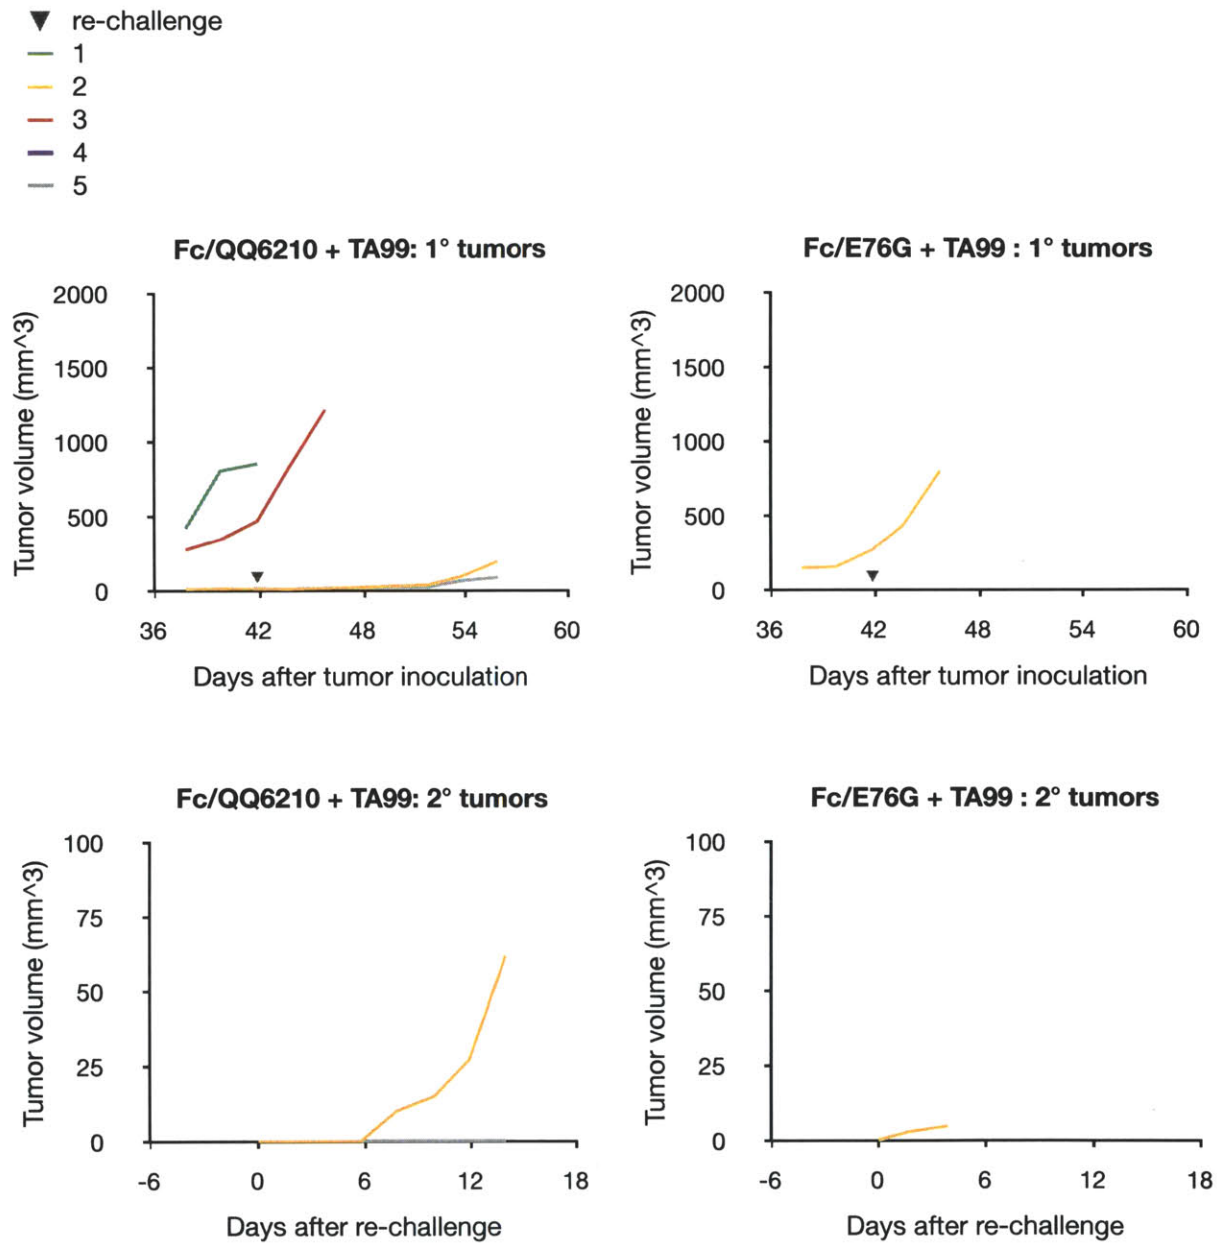 ▼ re-challenge
1
2
3
4
5
Fc/QQ6210 + TA99: 1° tumors
Tumor volume (mm^3)
2000
1500
1000
500
0
36 42 48 54 60
Days after tumor inoculation
Fc/E76G + TA99 : 1° tumors
Tumor volume (mm^3)
2000
1500
1000
500
0
36 42 48 54 60
Days after tumor inoculation
Fc/QQ6210 + TA99: 2° tumors
Tumor volume (mm^3)
100
75
50
25
0
-6 0 6 12 18
Days after re-challenge
Fc/E76G + TA99 : 2° tumors
Tumor volume (mm^3)
100
75
50
25
0
-6 0 6 12 18
Days after re-challenge